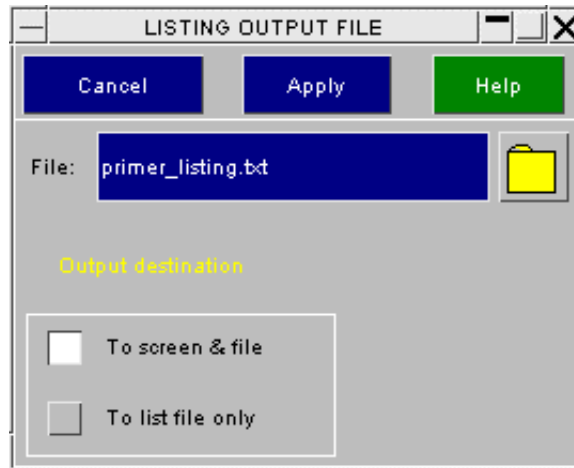 LISTING OUTPUT FILE
Cancel Apply Help
File: primer_listing.txt
Output destination
To screen & file
To list file only